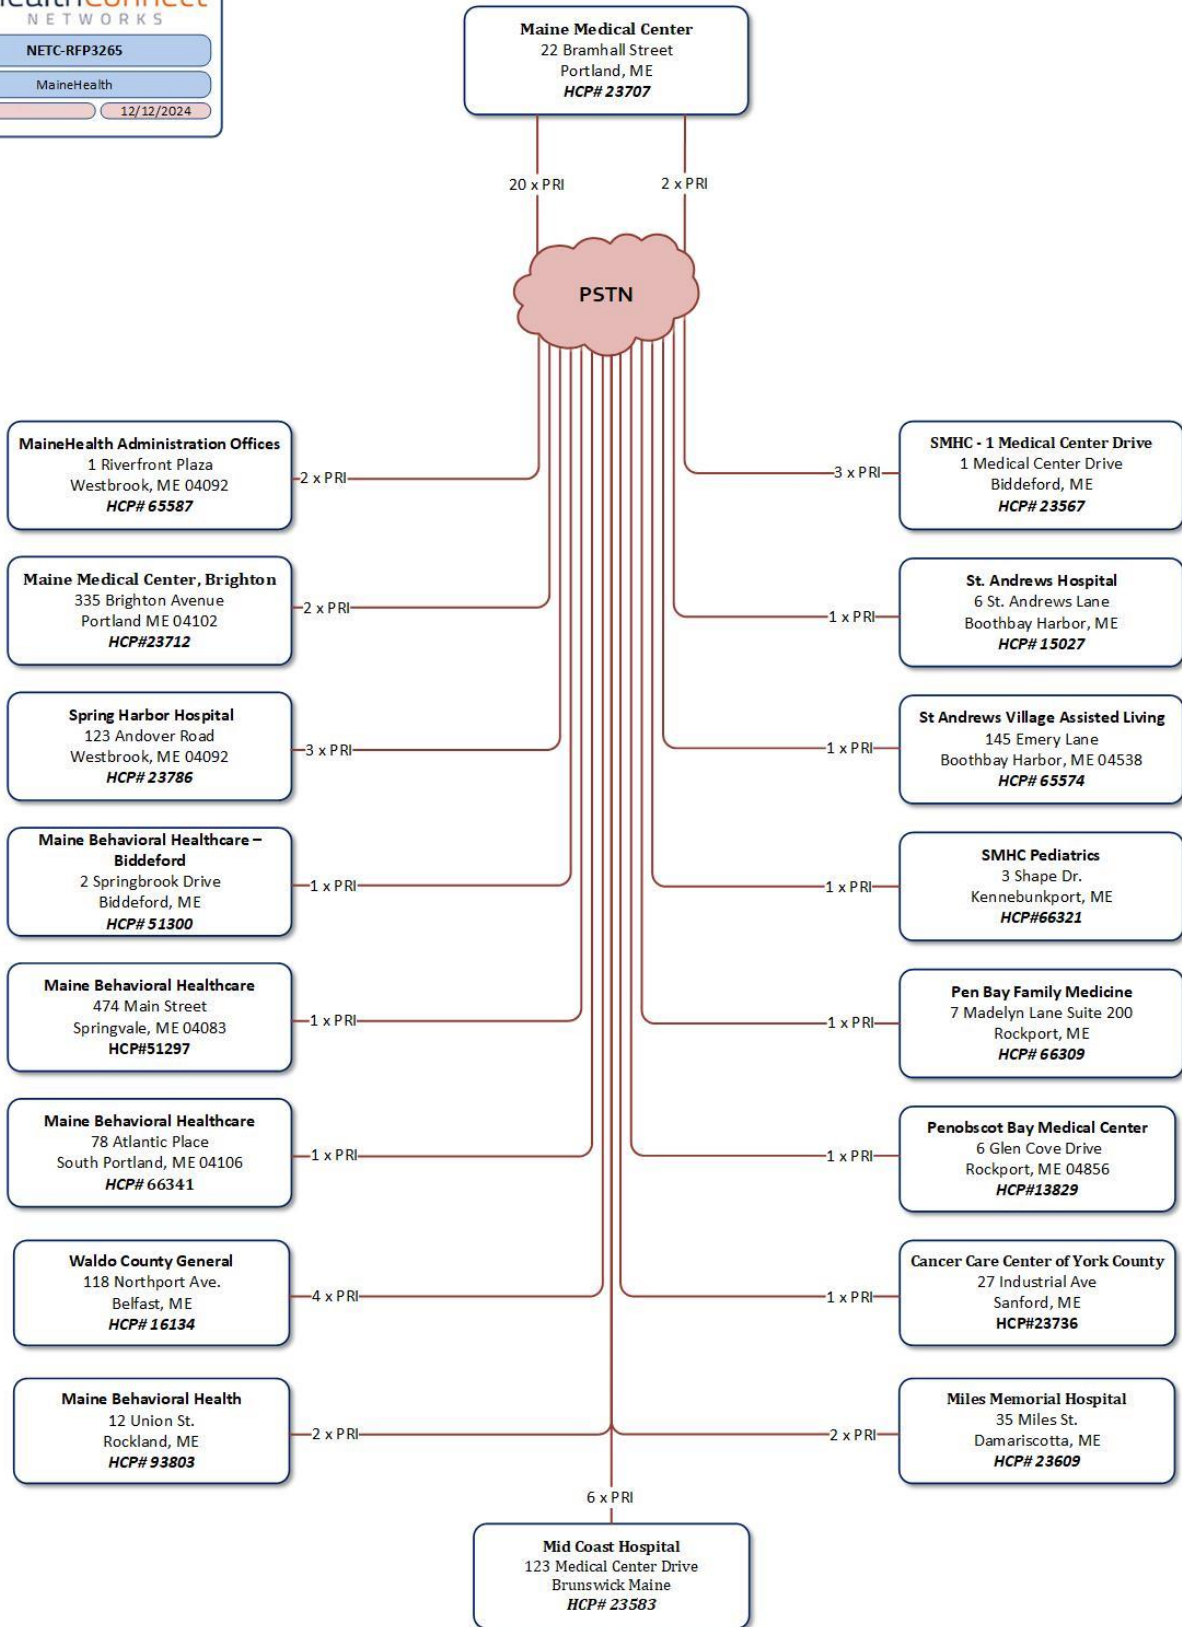 NETWORKS
NETC-RFP3265
MaineHealth
12/12/2024
Maine Medical Center
22 Bramhall Street
Portland, ME
HCP# 23707
20 x PRI
2 x PRI
PSTN
MaineHealth Administration Offices
1 Riverfront Plaza
Westbrook, ME 04092
HCP# 65587
2 x PRI
Maine Medical Center, Brighton
335 Brighton Avenue
Portland ME 04102
HCP#23712
2 x PRI
Spring Harbor Hospital
123 Andover Road
Westbrook, ME 04092
HCP# 23786
3 x PRI
Maine Behavioral Healthcare –
Biddeford
2 Springbrook Drive
Biddeford, ME
HCP# 51300
1 x PRI
Maine Behavioral Healthcare
474 Main Street
Springvale, ME 04083
HCP#51297
1 x PRI
Maine Behavioral Healthcare
78 Atlantic Place
South Portland, ME 04106
HCP# 66341
1 x PRI
Waldo County General
118 Northport Ave.
Belfast, ME
HCP# 16134
4 x PRI
Maine Behavioral Health
12 Union St.
Rockland, ME
HCP# 93803
2 x PRI
3 x PRI
SMHC - 1 Medical Center Drive
1 Medical Center Drive
Biddeford, ME
HCP# 23567
1 x PRI
St. Andrews Hospital
6 St. Andrews Lane
Boothbay Harbor, ME
HCP# 15027
1 x PRI
St Andrews Village Assisted Living
145 Emery Lane
Boothbay Harbor, ME 04538
HCP# 65574
1 x PRI
SMHC Pediatrics
3 Shape Dr.
Kennebunkport, ME
HCP#66321
1 x PRI
Pen Bay Family Medicine
7 Madelyn Lane Suite 200
Rockport, ME
HCP# 66309
1 x PRI
Penobscot Bay Medical Center
6 Glen Cove Drive
Rockport, ME 04856
HCP#13829
1 x PRI
Cancer Care Center of York County
27 Industrial Ave
Sanford, ME
HCP#23736
2 x PRI
Miles Memorial Hospital
35 Miles St.
Damariscotta, ME
HCP# 23609
6 x PRI
Mid Coast Hospital
123 Medical Center Drive
Brunswick Maine
HCP# 23583